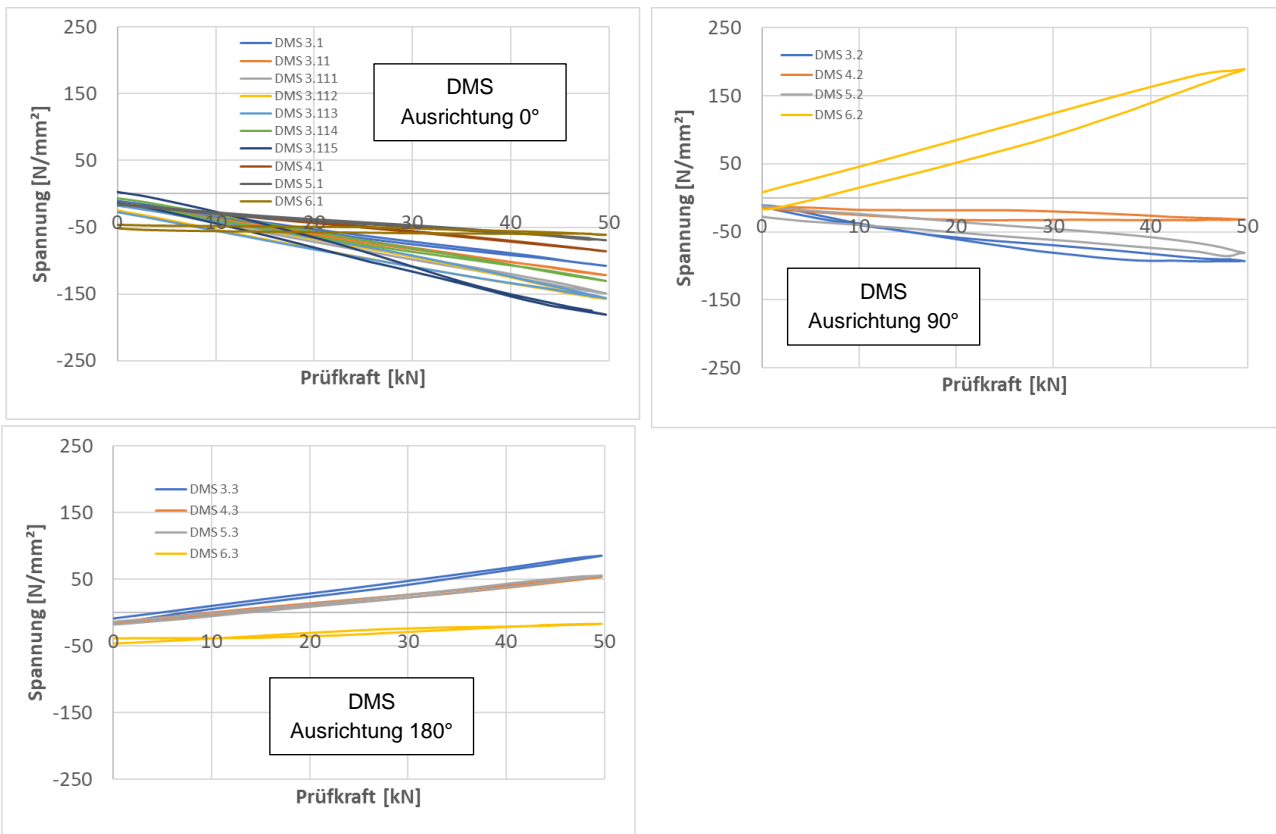 250
150
50
-50
-150
-250
Spannung [N/mm²]
DMS 3.1
DMS 3.11
DMS 3.111
DMS 3.112
DMS 3.113
DMS 3.114
DMS 3.115
DMS 4.1
DMS 5.1
DMS 6.1
DMS
Ausrichtung 0°
0 10 20 30 40 50
Prüfkraft [kN]
250
150
50
-50
-150
-250
Spannung [N/mm²]
DMS 3.2
DMS 4.2
DMS 5.2
DMS 6.2
0 10 20 30 40 50
DMS
Ausrichtung 90°
Prüfkraft [kN]
250
150
50
-50
-150
-250
Spannung [N/mm²]
DMS 3.3
DMS 4.3
DMS 5.3
DMS 6.3
0 10 20 30 40 50
DMS
Ausrichtung 180°
Prüfkraft [kN]